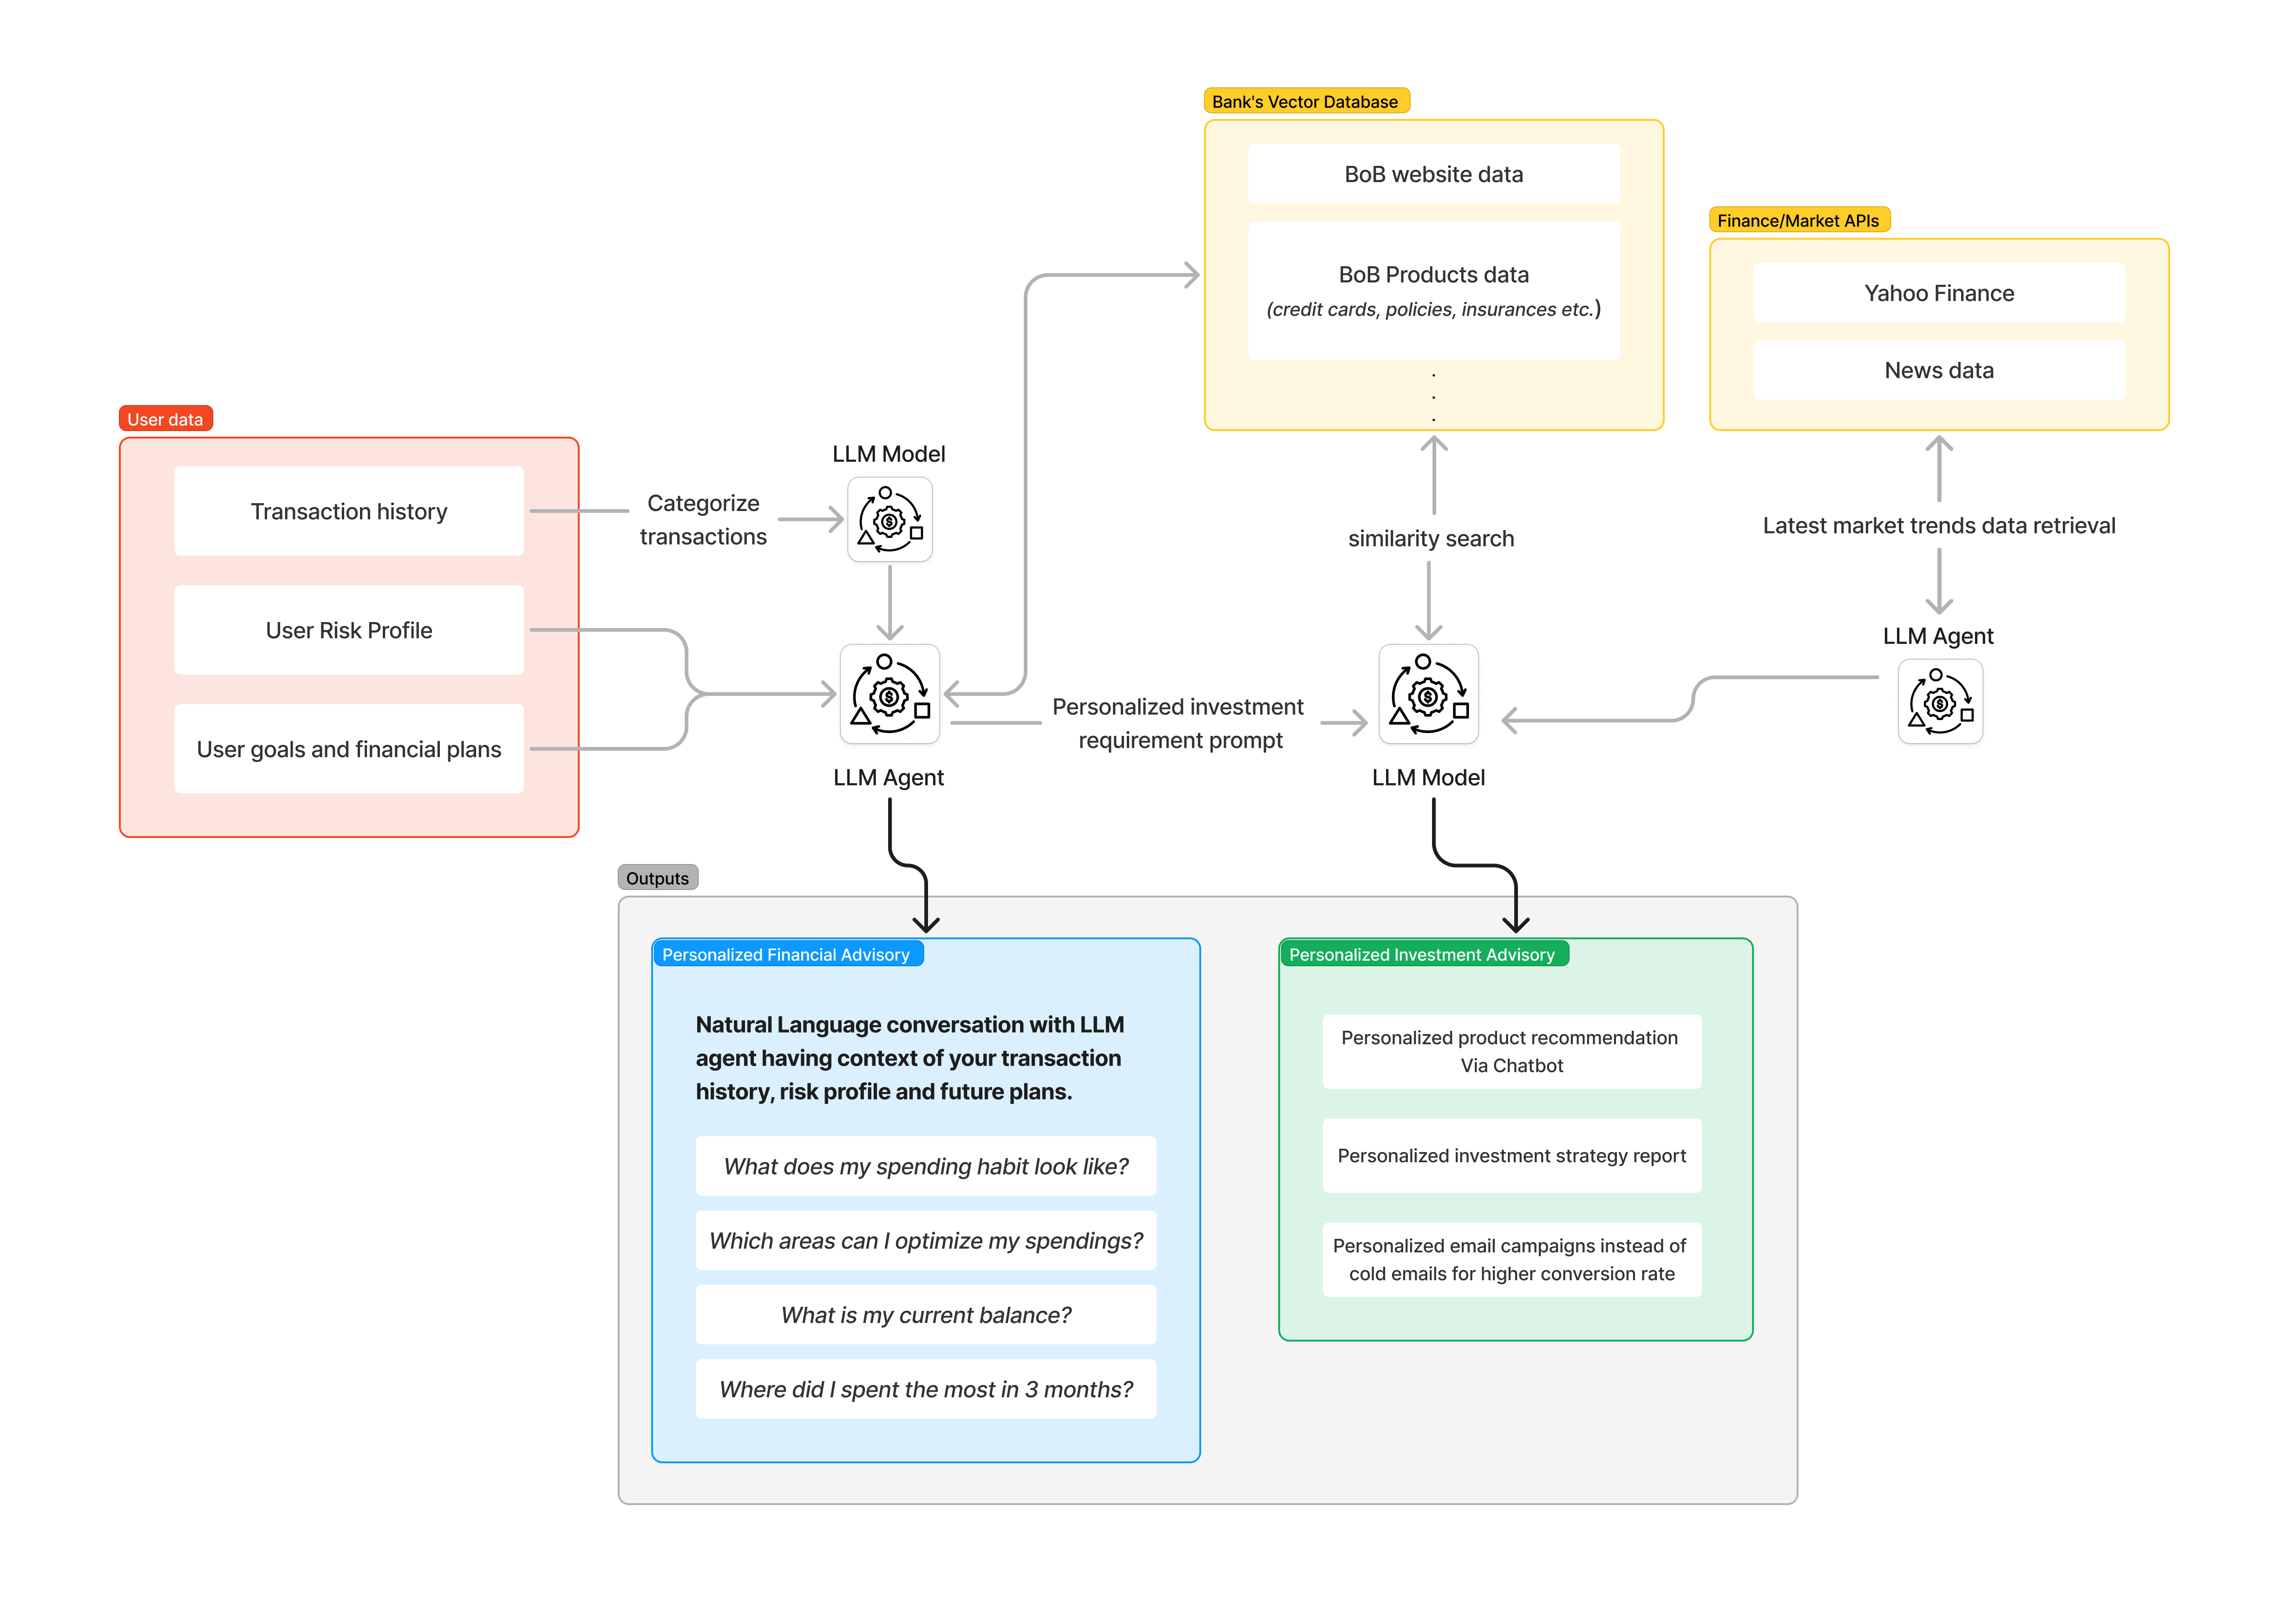 Bank's Vector Database
BoB website data
BoB Products data
(credit cards, policies, insurances etc.)
.
.
.
Finance/Market APIs
Yahoo Finance
News data
User data
Transaction history
User Risk Profile
User goals and financial plans
Categorize
transactions
LLM Model
LLM Agent
Personalized investment
requirement prompt
similarity search
LLM Model
Latest market trends data retrieval
LLM Agent
Outputs
Personalized Financial Advisory
Natural Language conversation with LLM
agent having context of your transaction
history, risk profile and future plans.
What does my spending habit look like?
Which areas can I optimize my spendings?
What is my current balance?
Where did I spent the most in 3 months?
Personalized Investment Advisory
Personalized product recommendation
Via Chatbot
Personalized investment strategy report
Personalized email campaigns instead of
cold emails for higher conversion rate